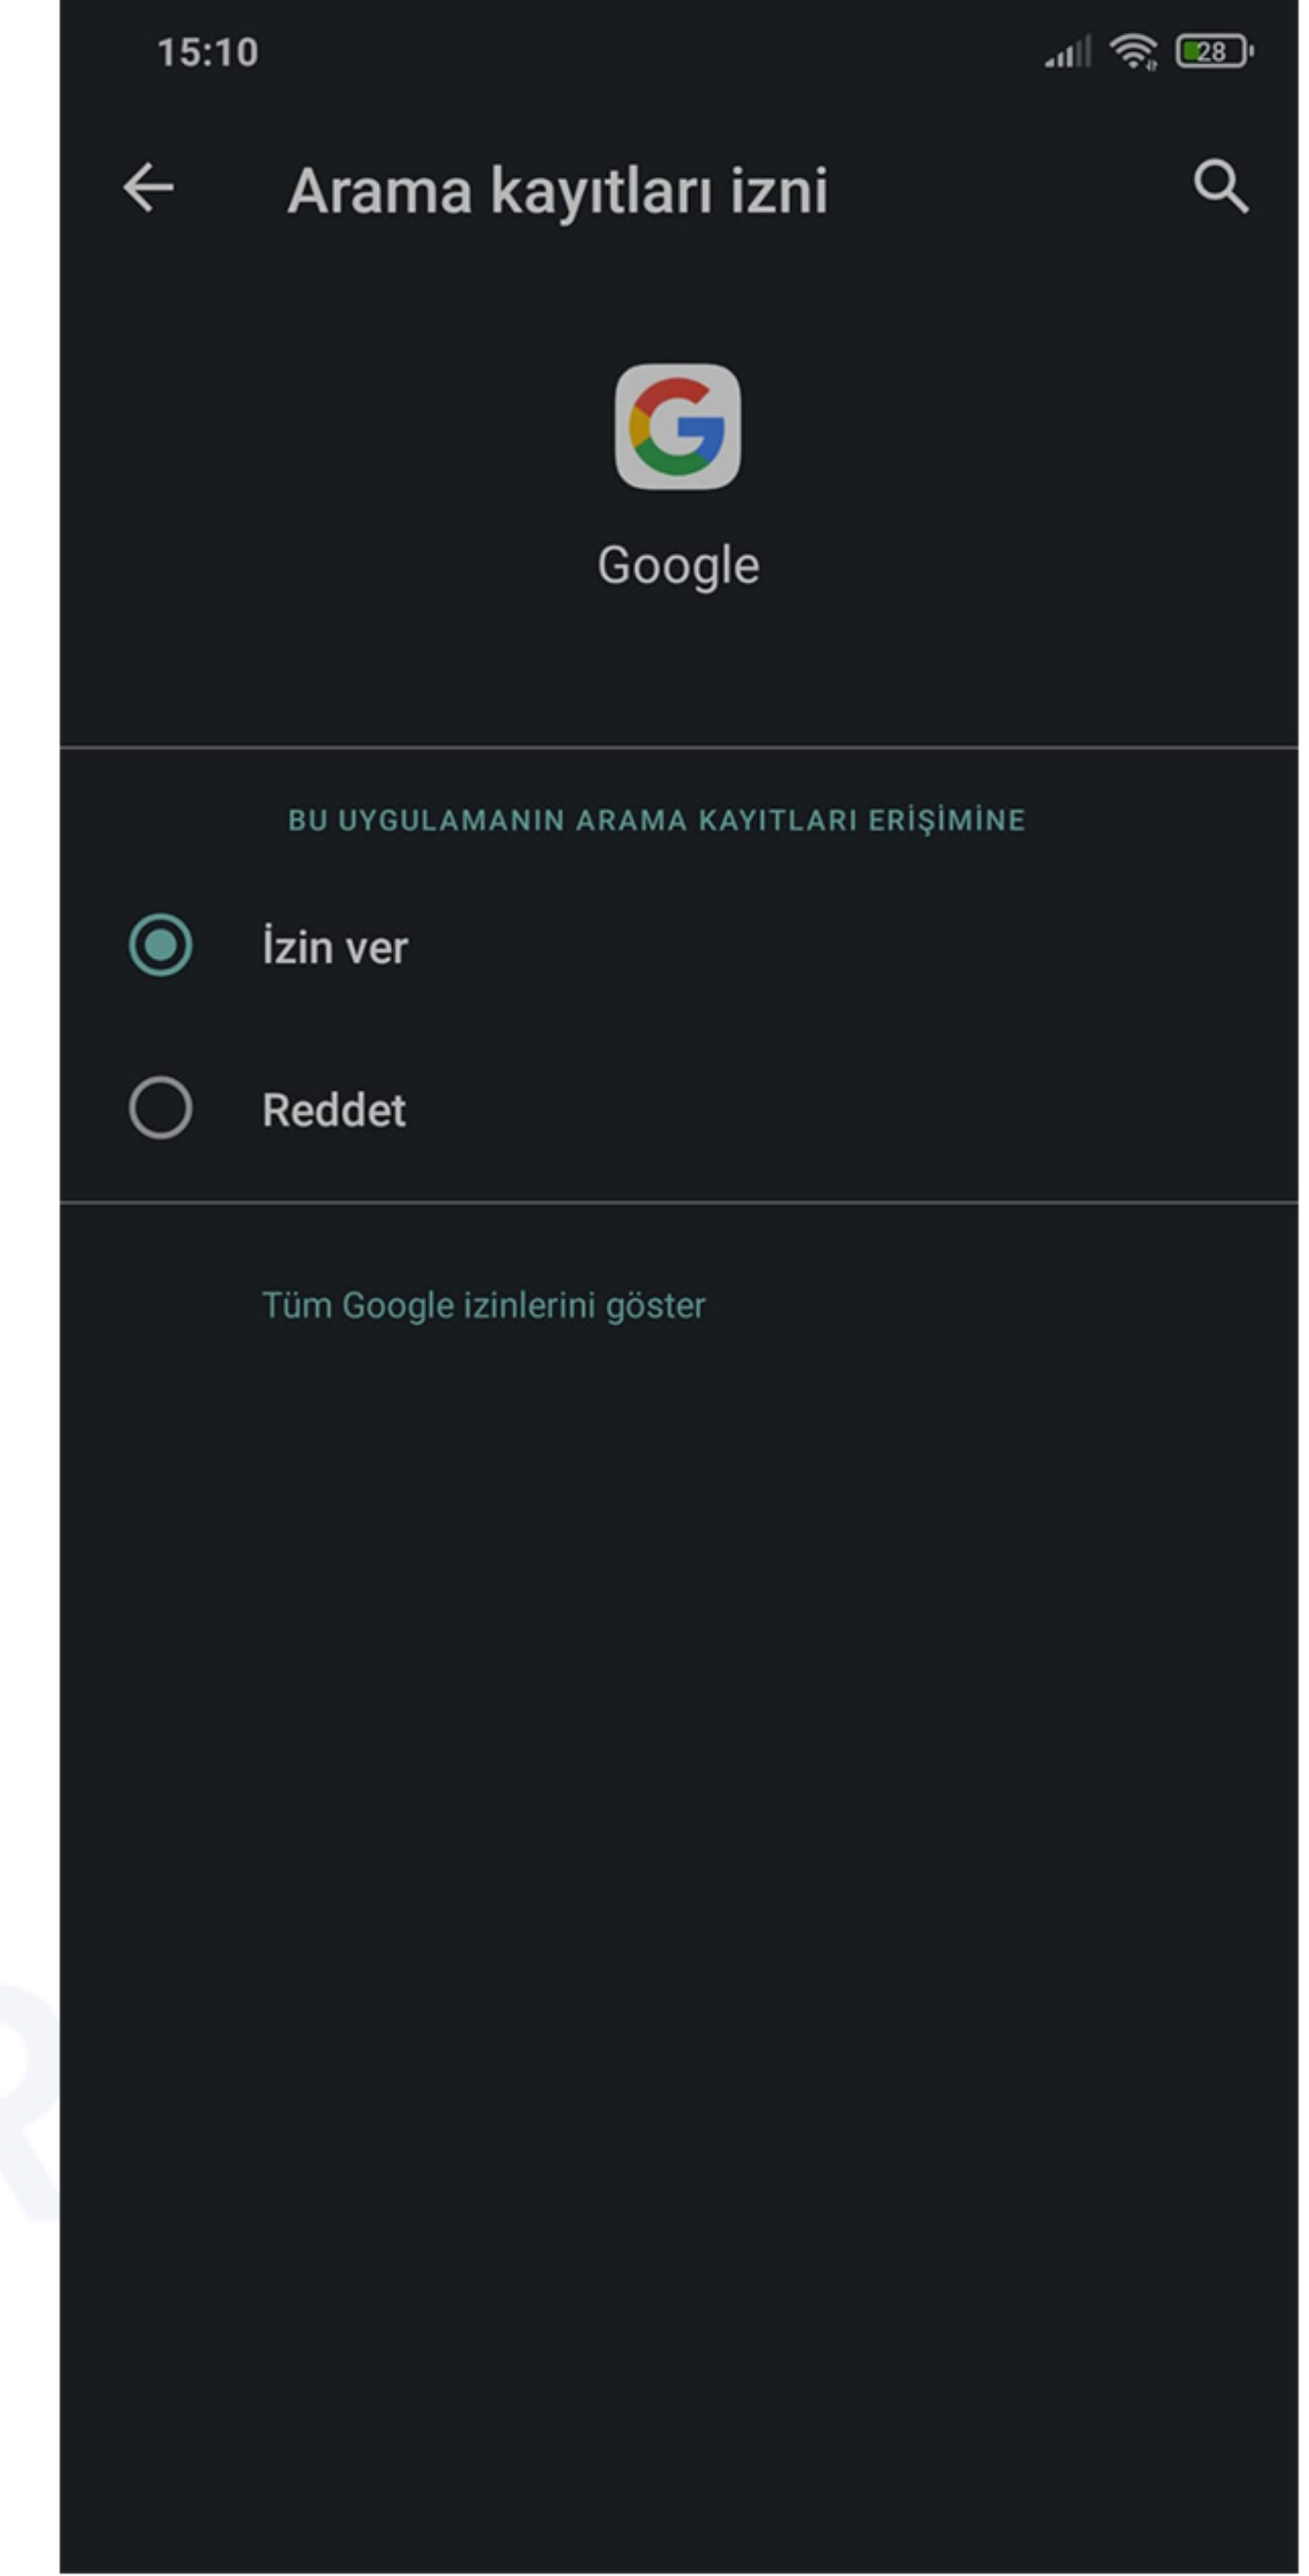 15:10
28
Arama kayıtları izni
Google
BU UYGULAMANIN ARAMA KAYITLARI ERİŞİMİNE
İzin ver
Reddet
Tüm Google izinlerini göster
R